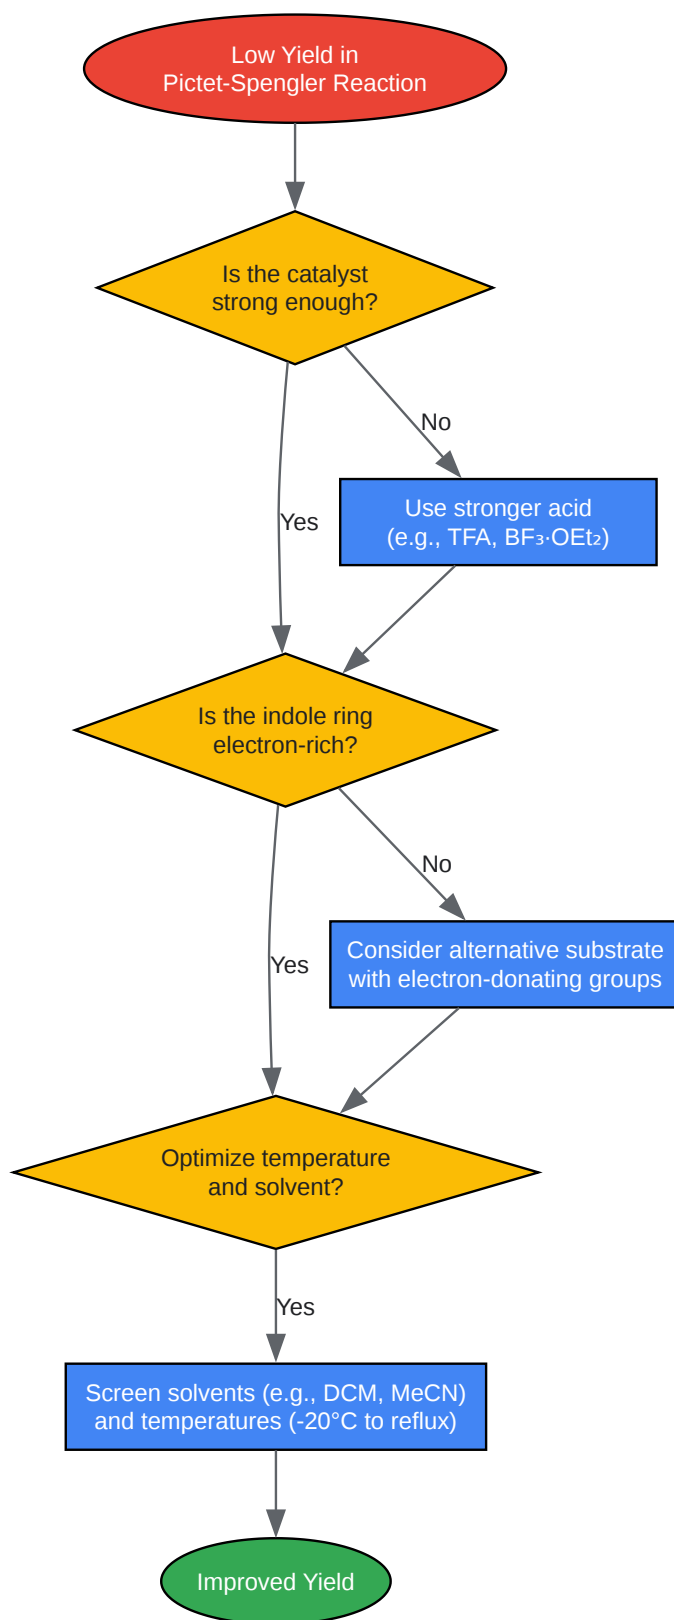 Low Yield in
Pictet-Spengler Reaction
Is the catalyst
strong enough?
No
Use stronger acid
(e.g., TFA, BF₃·OEt₂)
Yes
Is the indole ring
electron-rich?
No
Consider alternative substrate
with electron-donating groups
Yes
Optimize temperature
and solvent?
Yes
Screen solvents (e.g., DCM, MeCN)
and temperatures (-20°C to reflux)
Improved Yield